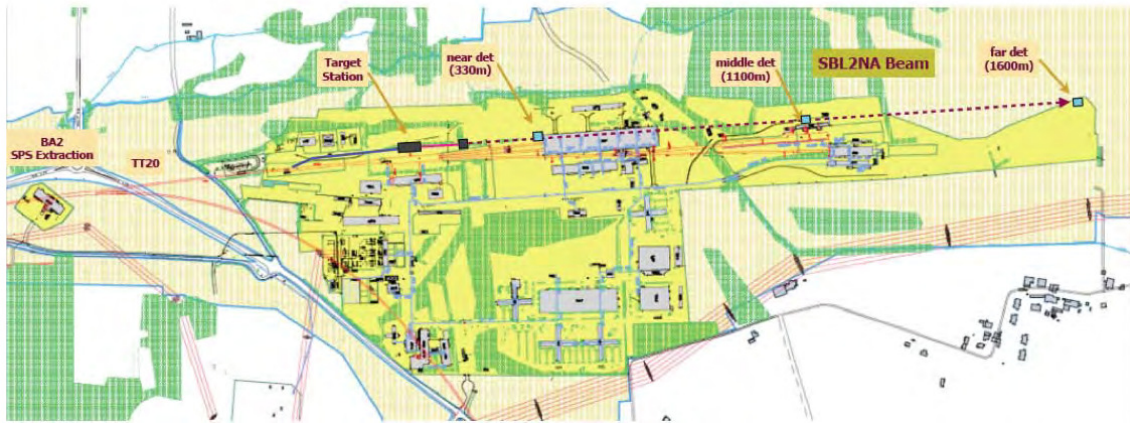 Target
Station
near det
(330m)
middle det
(1100m)
SBL2NA Beam
far det
(1600m)
BA2
SPS Extraction
TT20